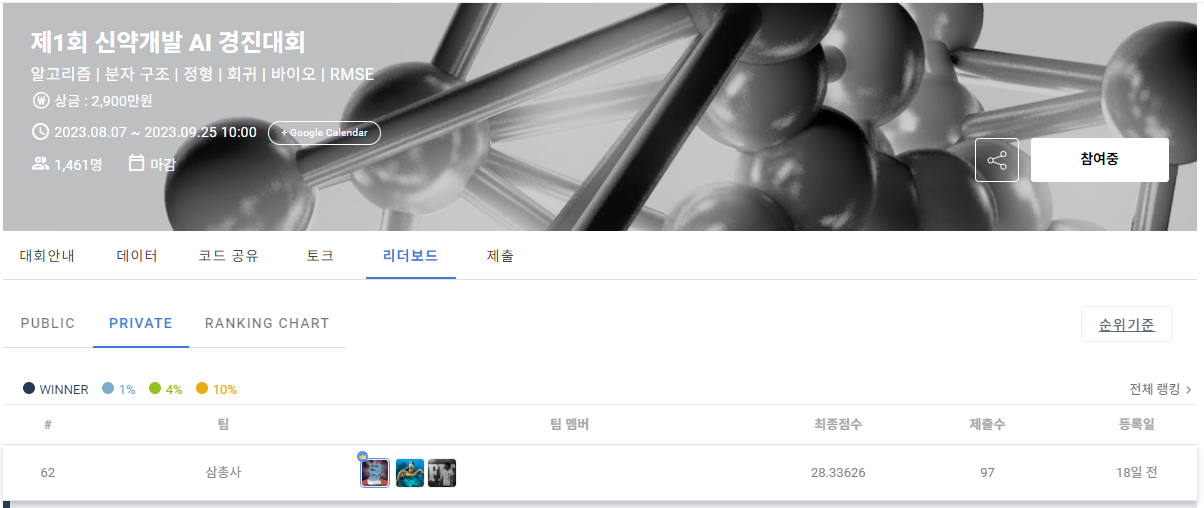 제1회 신약개발 AI 경진대회
알고리즘 | 분자 구조 | 정형 | 회귀 | 바이오 | RMSE
상금 : 2,900만원
2023.08.07 ~ 2023.09.25 10:00 + Google Calendar
1,461명 마감
참여중
대회안내 데이터 코드 공유 토크 리더보드 제출
PUBLIC PRIVATE RANKING CHART 순위기준
WINNER 1% 4% 10% 전체 랭킹 >
# 팀 팀 멤버 최종점수 제출수 등록일
62 삼총사 28.33626 97 18일 전